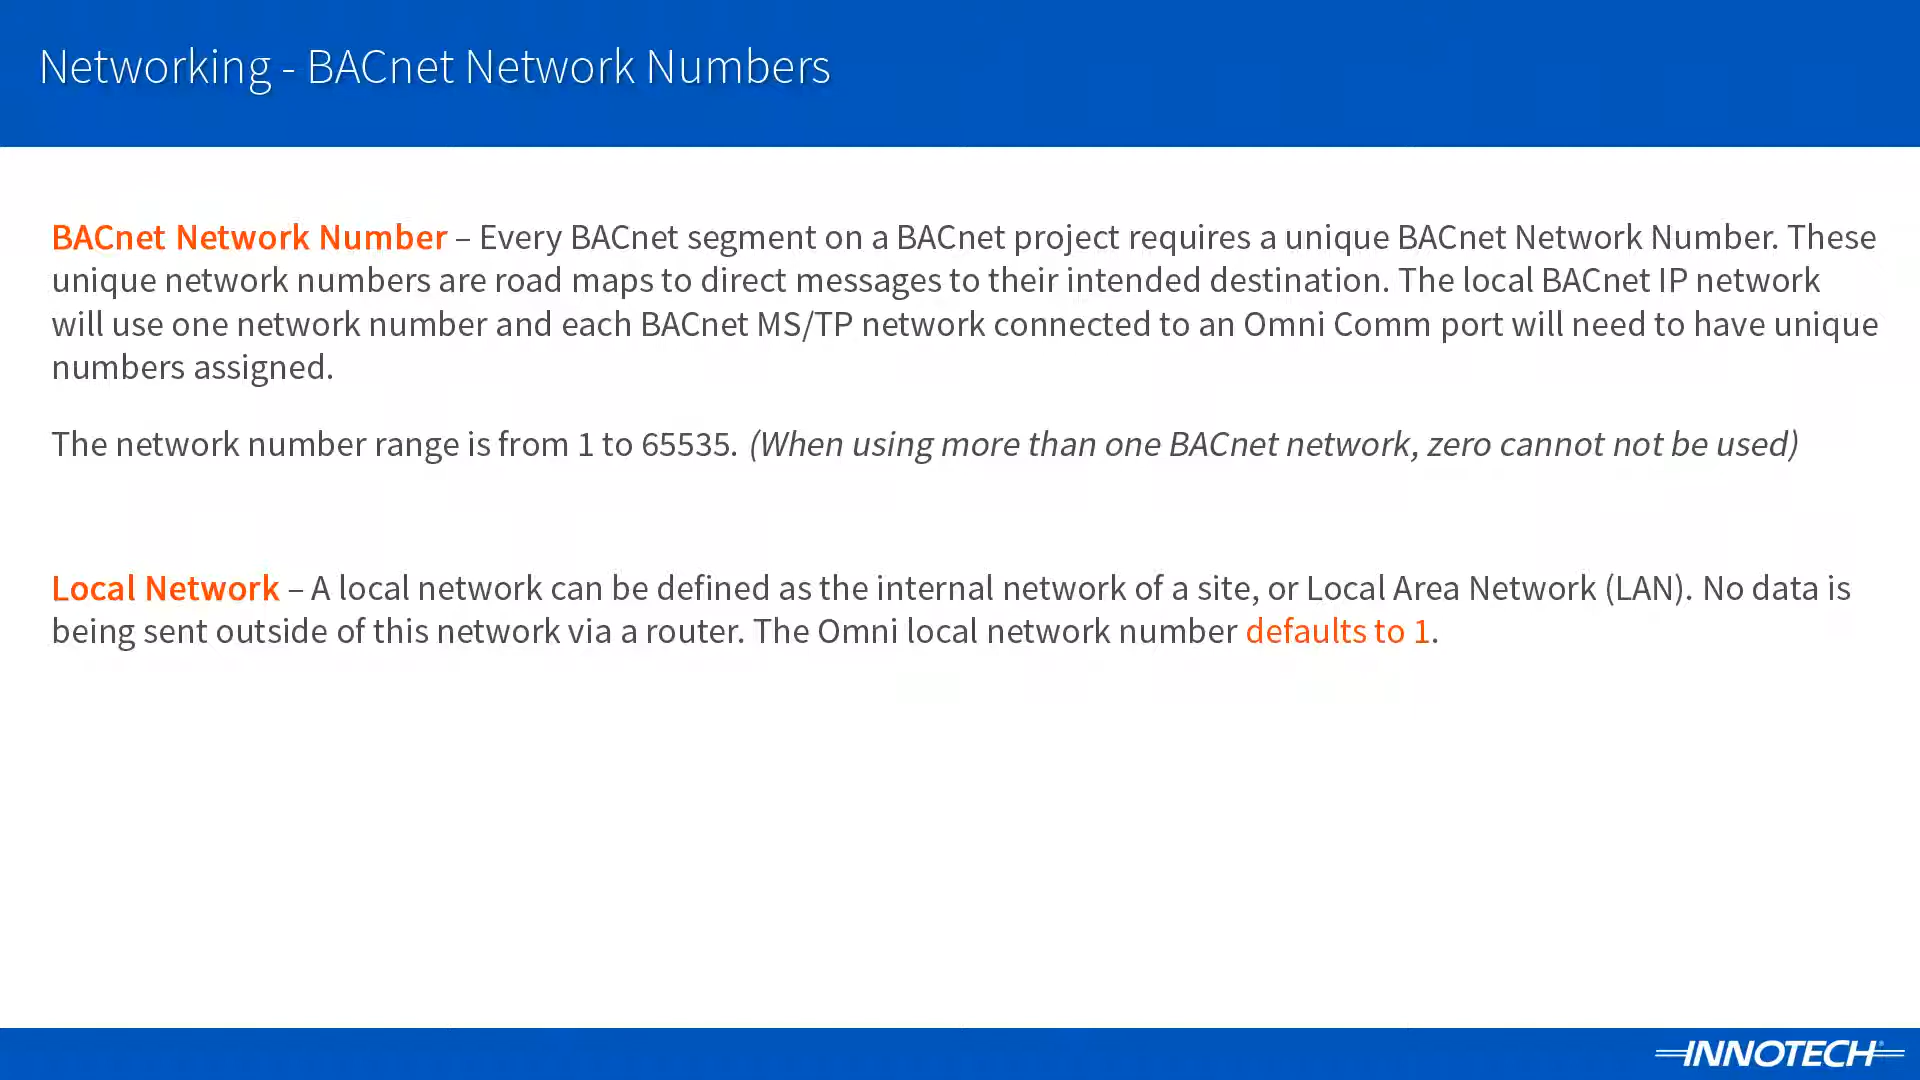 Networking - BACnet Network Numbers
BACnet Network Number – Every BACnet segment on a BACnet project requires a unique BACnet Network Number. These
unique network numbers are road maps to direct messages to their intended destination. The local BACnet IP network
will use one network number and each BACnet MS/TP network connected to an Omni Comm port will need to have unique
numbers assigned.
The network number range is from 1 to 65535. (When using more than one BACnet network, zero cannot not be used)
Local Network – A local network can be defined as the internal network of a site, or Local Area Network (LAN). No data is
being sent outside of this network via a router. The Omni local network number defaults to 1.
INNOTECH®